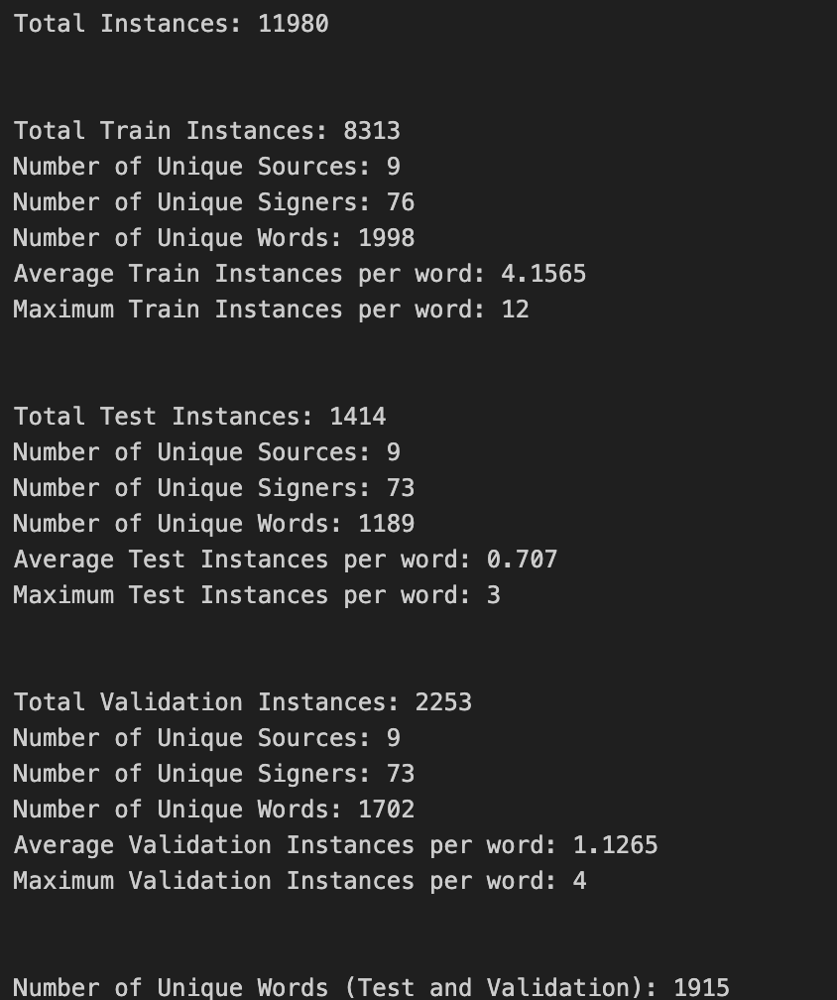 Total Instances: 11980
Total Train Instances: 8313
Number of Unique Sources: 9
Number of Unique Signers: 76
Number of Unique Words: 1998
Average Train Instances per word: 4.1565
Maximum Train Instances per word: 12
Total Test Instances: 1414
Number of Unique Sources: 9
Number of Unique Signers: 73
Number of Unique Words: 1189
Average Test Instances per word: 0.707
Maximum Test Instances per word: 3
Total Validation Instances: 2253
Number of Unique Sources: 9
Number of Unique Signers: 73
Number of Unique Words: 1702
Average Validation Instances per word: 1.1265
Maximum Validation Instances per word: 4
Number of Unique Words (Test and Validation): 1915